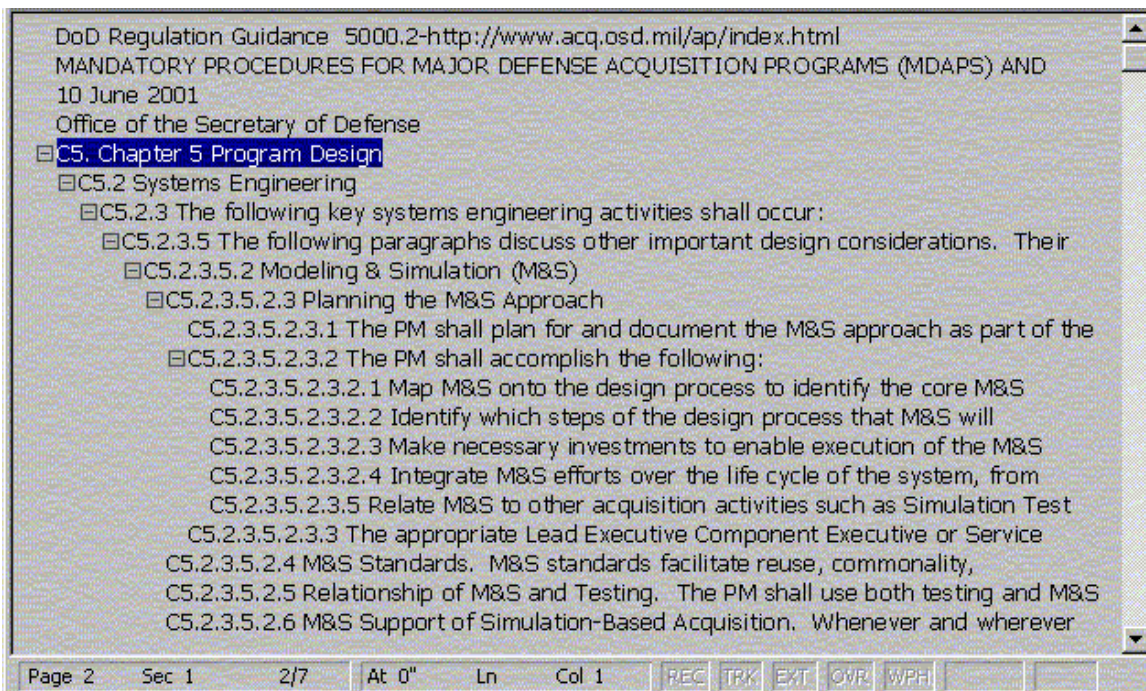 DoD Regulation Guidance 5000.2-http://www.acq.osd.mil/ap/index.html
MANDATORY PROCEDURES FOR MAJOR DEFENSE ACQUISITION PROGRAMS (MDAPS) AND
10 June 2001
Office of the Secretary of Defense
C5. Chapter 5 Program Design
C5.2 Systems Engineering
C5.2.3 The following key systems engineering activities shall occur:
C5.2.3.5 The following paragraphs discuss other important design considerations. Their
C5.2.3.5.2 Modeling & Simulation (M&S)
C5.2.3.5.2.3 Planning the M&S Approach
C5.2.3.5.2.3.1 The PM shall plan for and document the M&S approach as part of the
C5.2.3.5.2.3.2 The PM shall accomplish the following:
C5.2.3.5.2.3.2.1 Map M&S onto the design process to identify the core M&S
C5.2.3.5.2.3.2.2 Identify which steps of the design process that M&S will
C5.2.3.5.2.3.2.3 Make necessary investments to enable execution of the M&S
C5.2.3.5.2.3.2.4 Integrate M&S efforts over the life cycle of the system, from
C5.2.3.5.2.3.2.5 Relate M&S to other acquisition activities such as Simulation Test
C5.2.3.5.2.3.3 The appropriate Lead Executive Component Executive or Service
C5.2.3.5.2.4 M&S Standards. M&S standards facilitate reuse, commonality,
C5.2.3.5.2.5 Relationship of M&S and Testing. The PM shall use both testing and M&S
C5.2.3.5.2.6 M&S Support of Simulation-Based Acquisition. Whenever and wherever
Page 2 Sec 1 2/7 At 0" Ln Col 1 REC TRK EXT OVR WPH